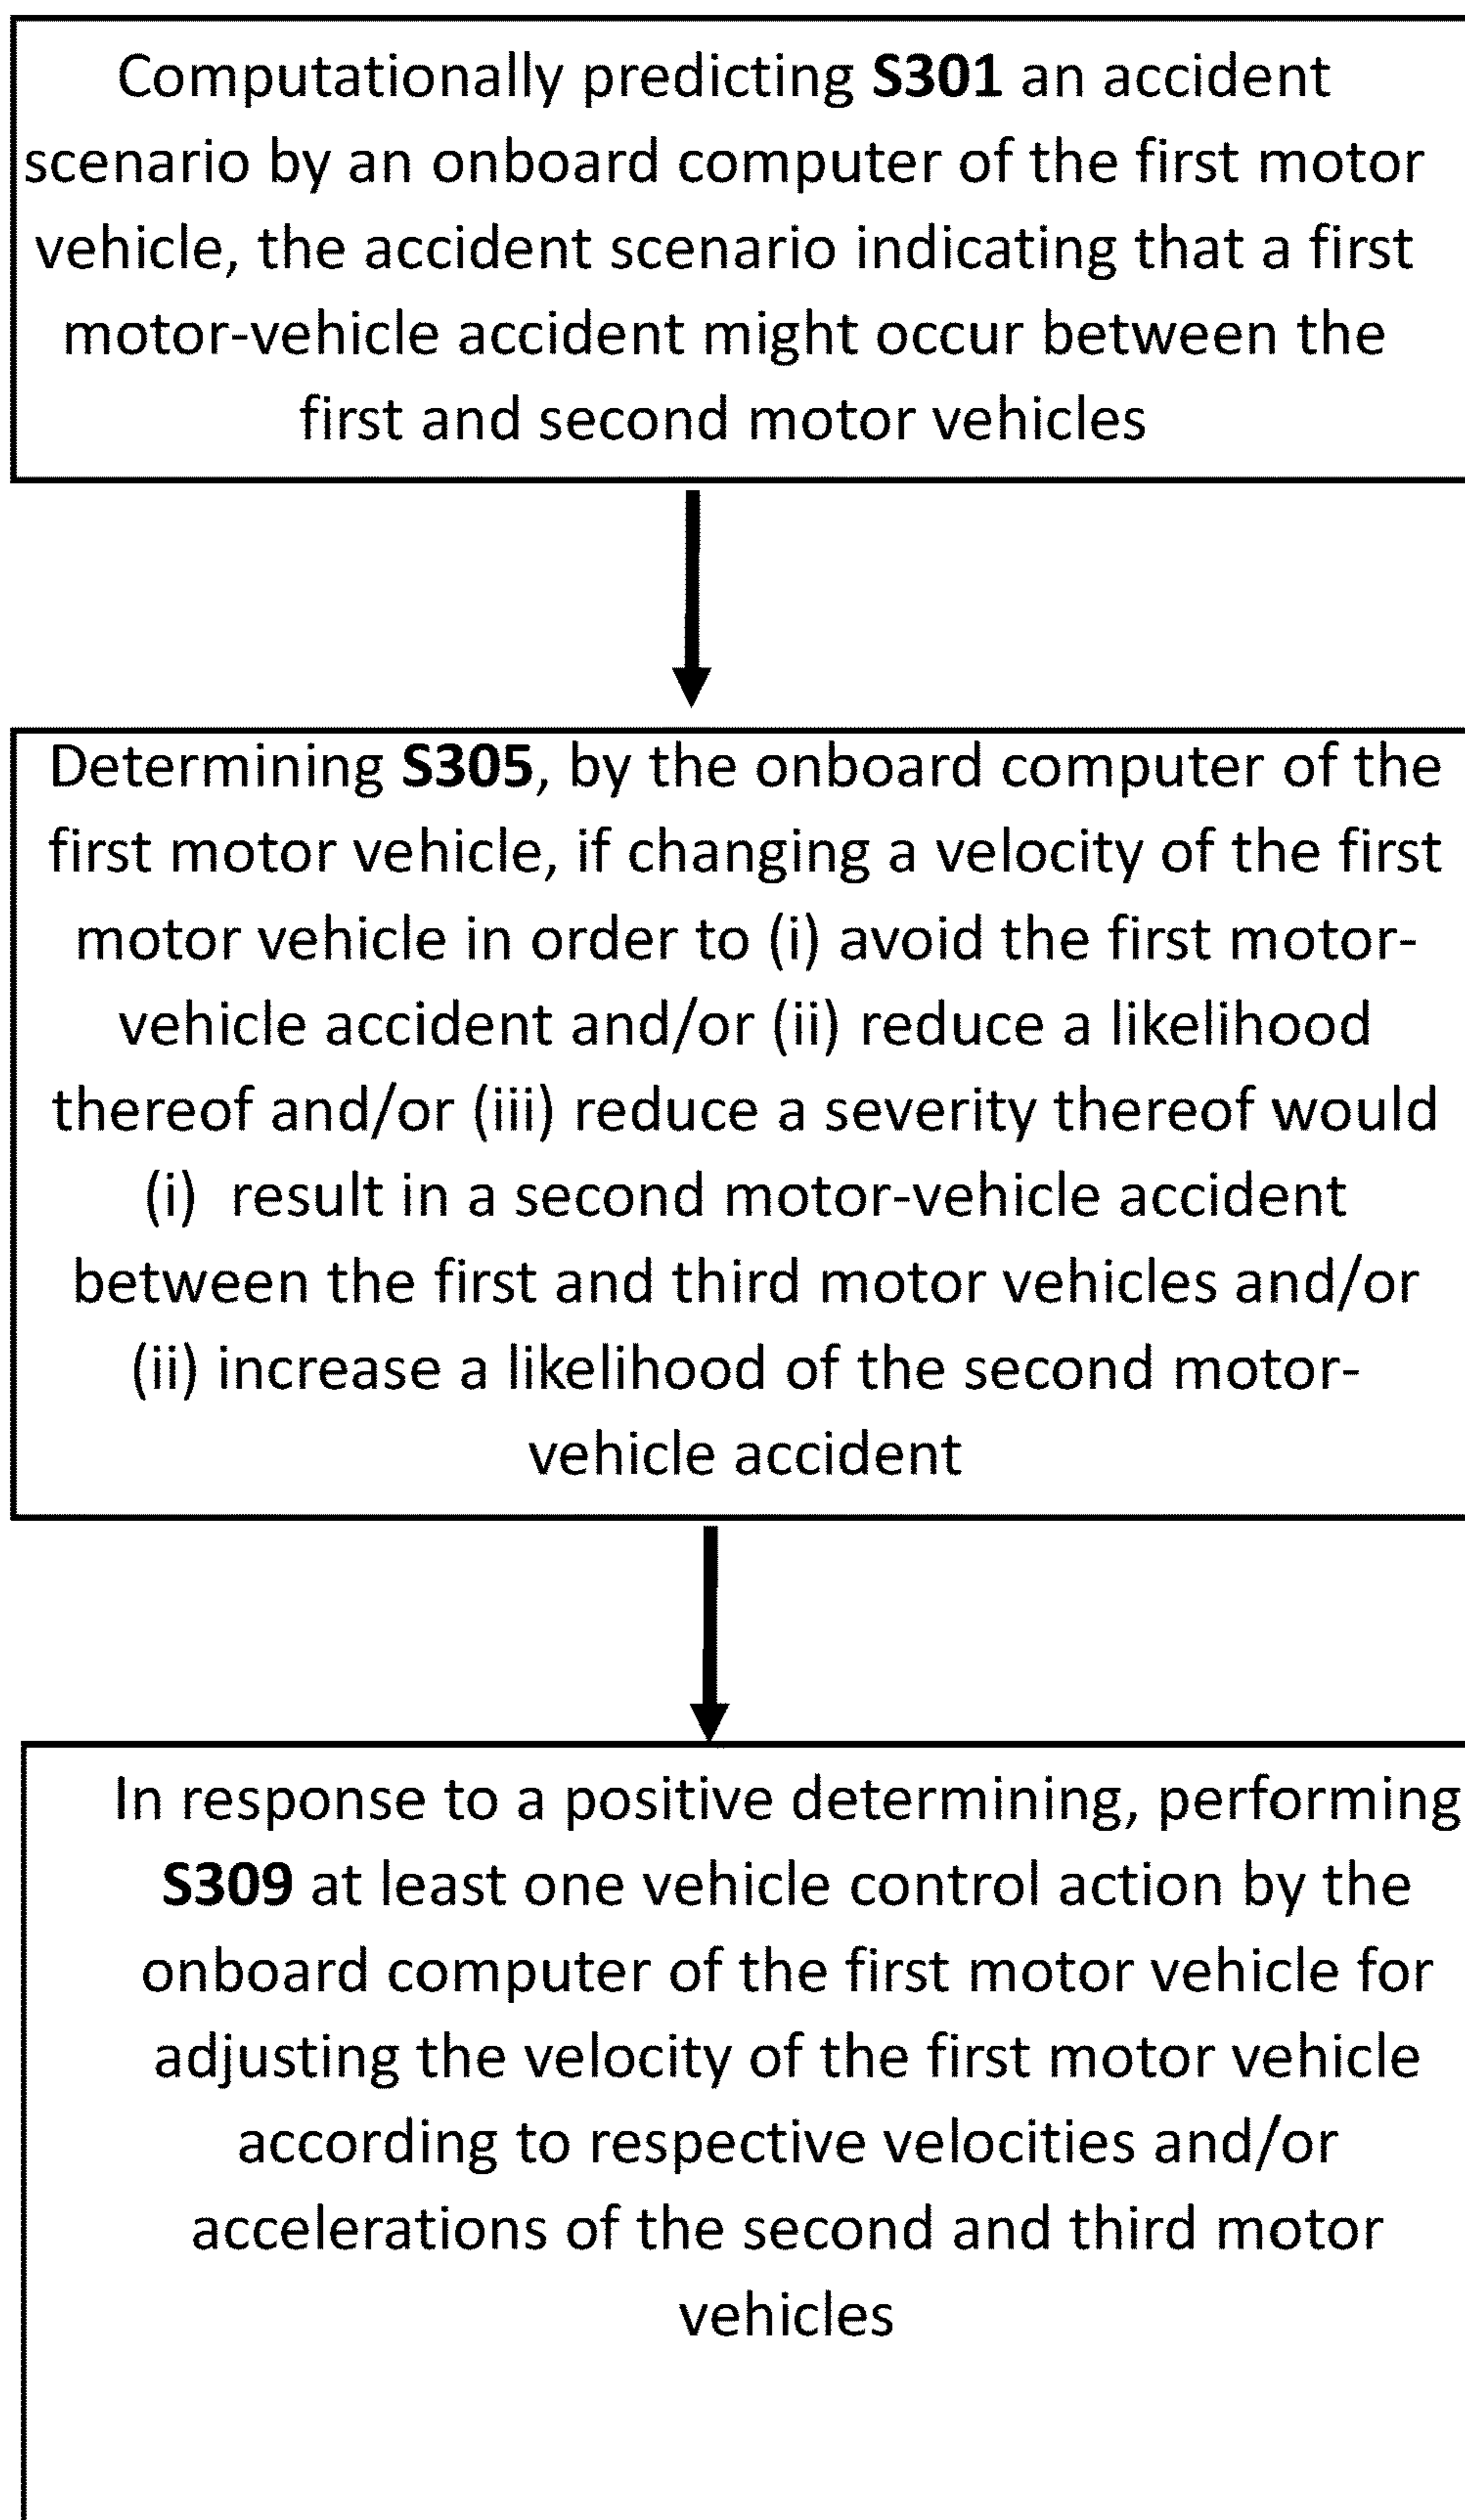 Computationally predicting S301 an accident
scenario by an onboard computer of the first motor
vehicle, the accident scenario indicating that a first
motor-vehicle accident might occur between the
first and second motor vehicles
Determining S305, by the onboard computer of the
first motor vehicle, if changing a velocity of the first
motor vehicle in order to (i) avoid the first motor-
vehicle accident and/or (ii) reduce a likelihood
thereof and/or (iii) reduce a severity thereof would
(i) result in a second motor-vehicle accident
between the first and third motor vehicles and/or
(ii) increase a likelihood of the second motor-
vehicle accident
In response to a positive determining, performing
S309 at least one vehicle control action by the
onboard computer of the first motor vehicle for
adjusting the velocity of the first motor vehicle
according to respective velocities and/or
accelerations of the second and third motor
vehicles